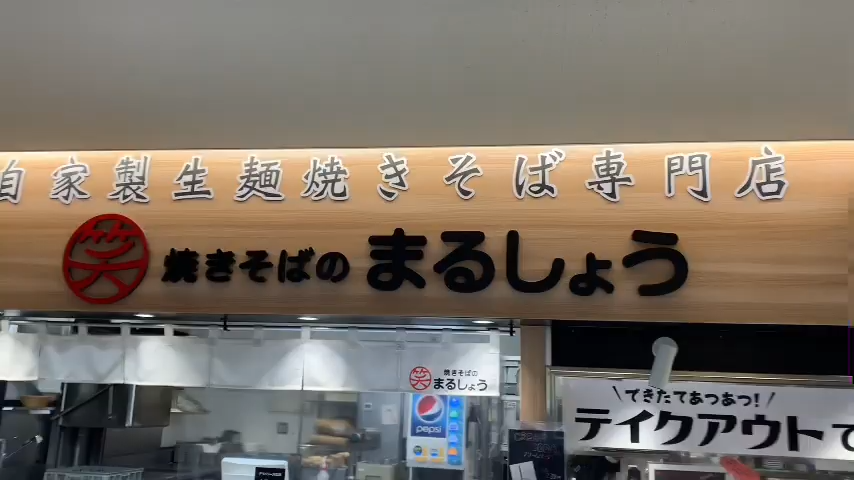 自家製生麺焼きそば専門店
笑 焼きそばの まるしょう
笑 焼きそばの
まるしょう
pepsi
\できたてあつあつ!/
テイクアウトで